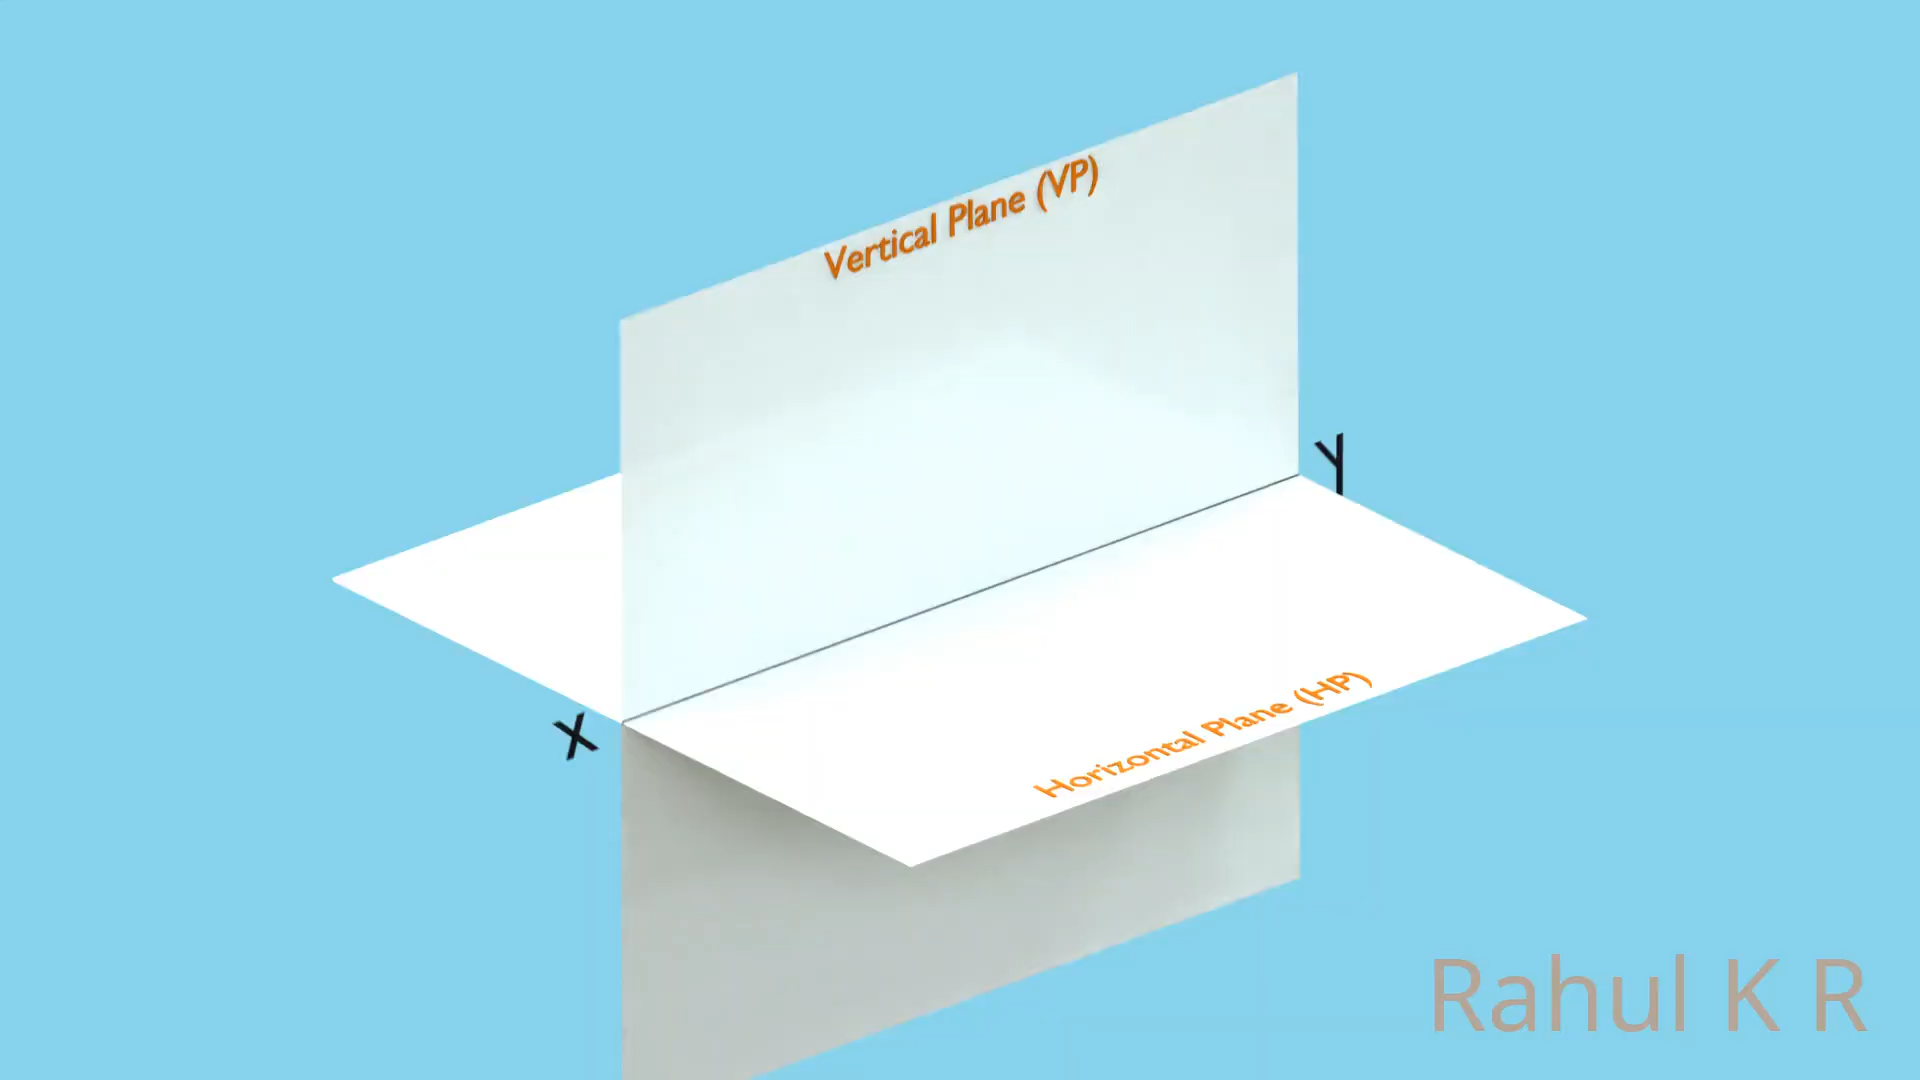 Vertical Plane (VP)
Y
X
Horizontal Plane (HP)
Rahul K R